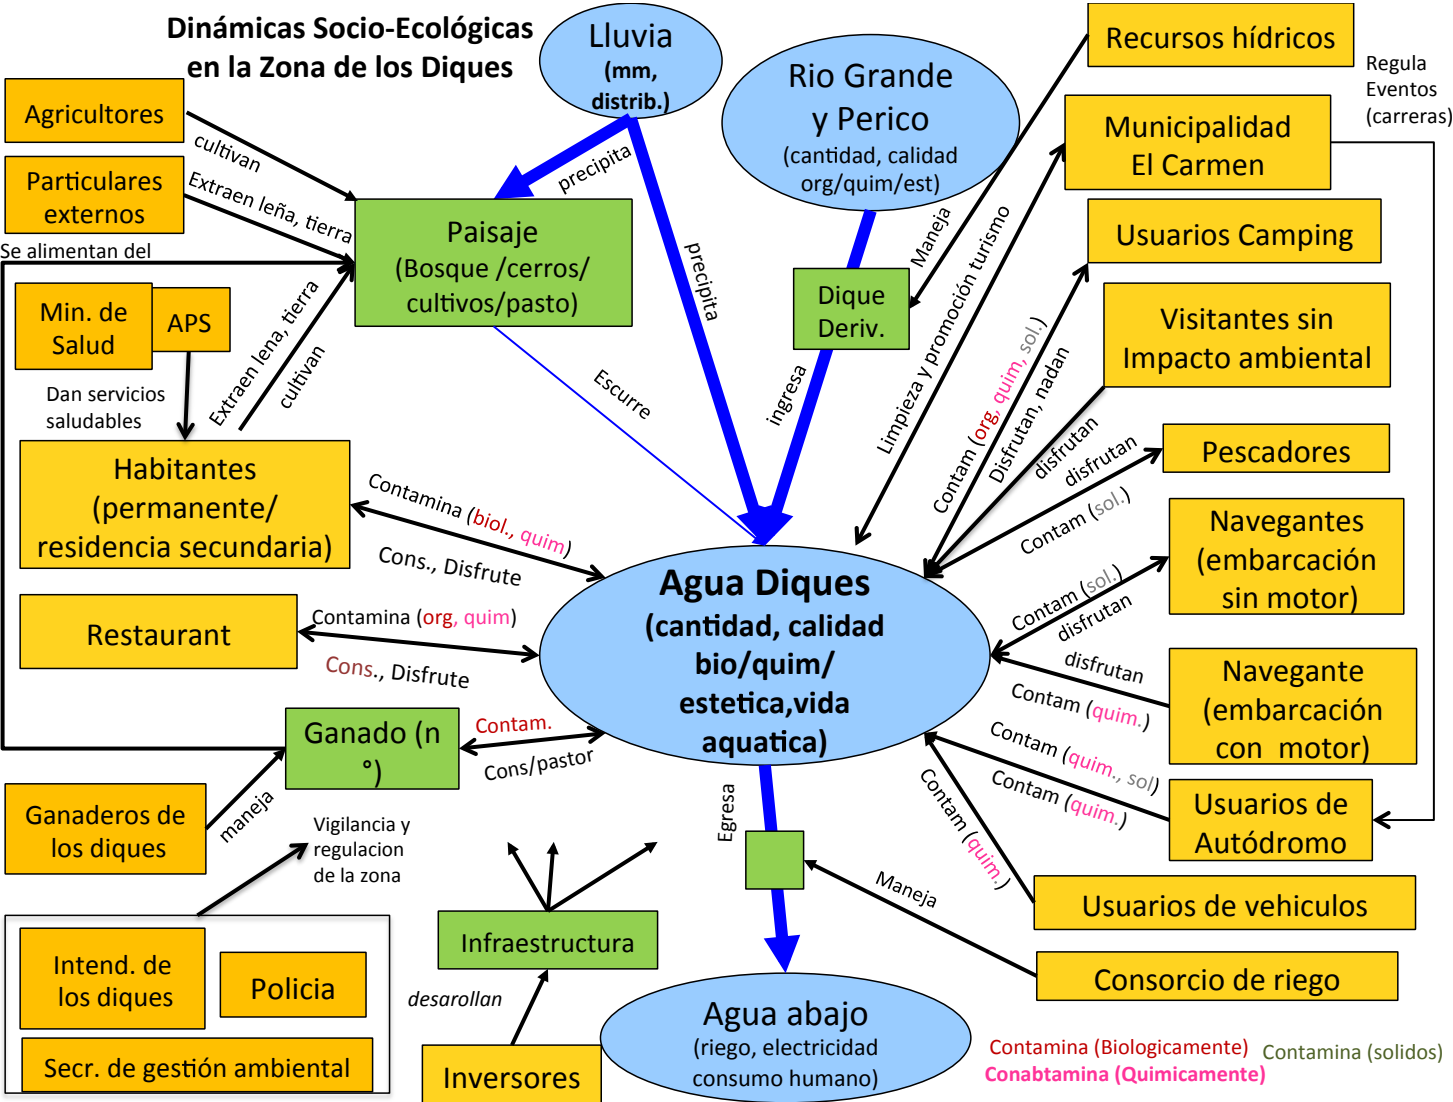 Dinámicas Socio-Ecológicas
en la Zona de los Diques
Lluvia
(mm,
distrib.)
Rio Grande
y Perico
(cantidad, calidad
org/quim/est)
Recursos hídricos
Regula
Eventos
(carreras)
Municipalidad
El Carmen
Agricultores
cultivan
Particulares
externos
Extraen leña, tierra
Se alimentan del
precipita
Paisaje
(Bosque /cerros/
cultivos/pasto)
precipita
Maneja
Dique
Deriv.
ingresa
Limpieza y promoción turismo
Usuarios Camping
Contam (org, quim, sol.)
Disfrutan, nadan
Visitantes sin
Impacto ambiental
disfrutan
Min. de
Salud
APS
Dan servicios
saludables
Extraen lena, tierra
cultivan
Escurre
disfrutan
Contam (sol.)
Pescadores
Habitantes
(permanente/
residencia secundaria)
Contamina (biol., quim)
Cons., Disfrute
Navegantes
(embarcación
sin motor)
Contam (sol.)
disfrutan
Agua Diques
(cantidad, calidad
bio/quim/
estetica,vida
aquatica)
Restaurant
Contamina (org, quim)
Cons., Disfrute
disfrutan
Contam (quim.)
Navegante
(embarcación
con motor)
Ganado (n
°)
Contam.
Cons/pastor
Contam (quim., sol)
Contam (quim.)
Usuarios de
Autódromo
Ganaderos de
los diques
maneja
Vigilancia y
regulacion
de la zona
Egresa
Contam (quim.)
Maneja
Usuarios de vehiculos
Intend. de
los diques
Policia
Secr. de gestión ambiental
Infraestructura
desarollan
Inversores
Consorcio de riego
Agua abajo
(riego, electricidad
consumo humano)
Contamina (Biologicamente)
Contamina (solidos)
Conabtamina (Quimicamente)